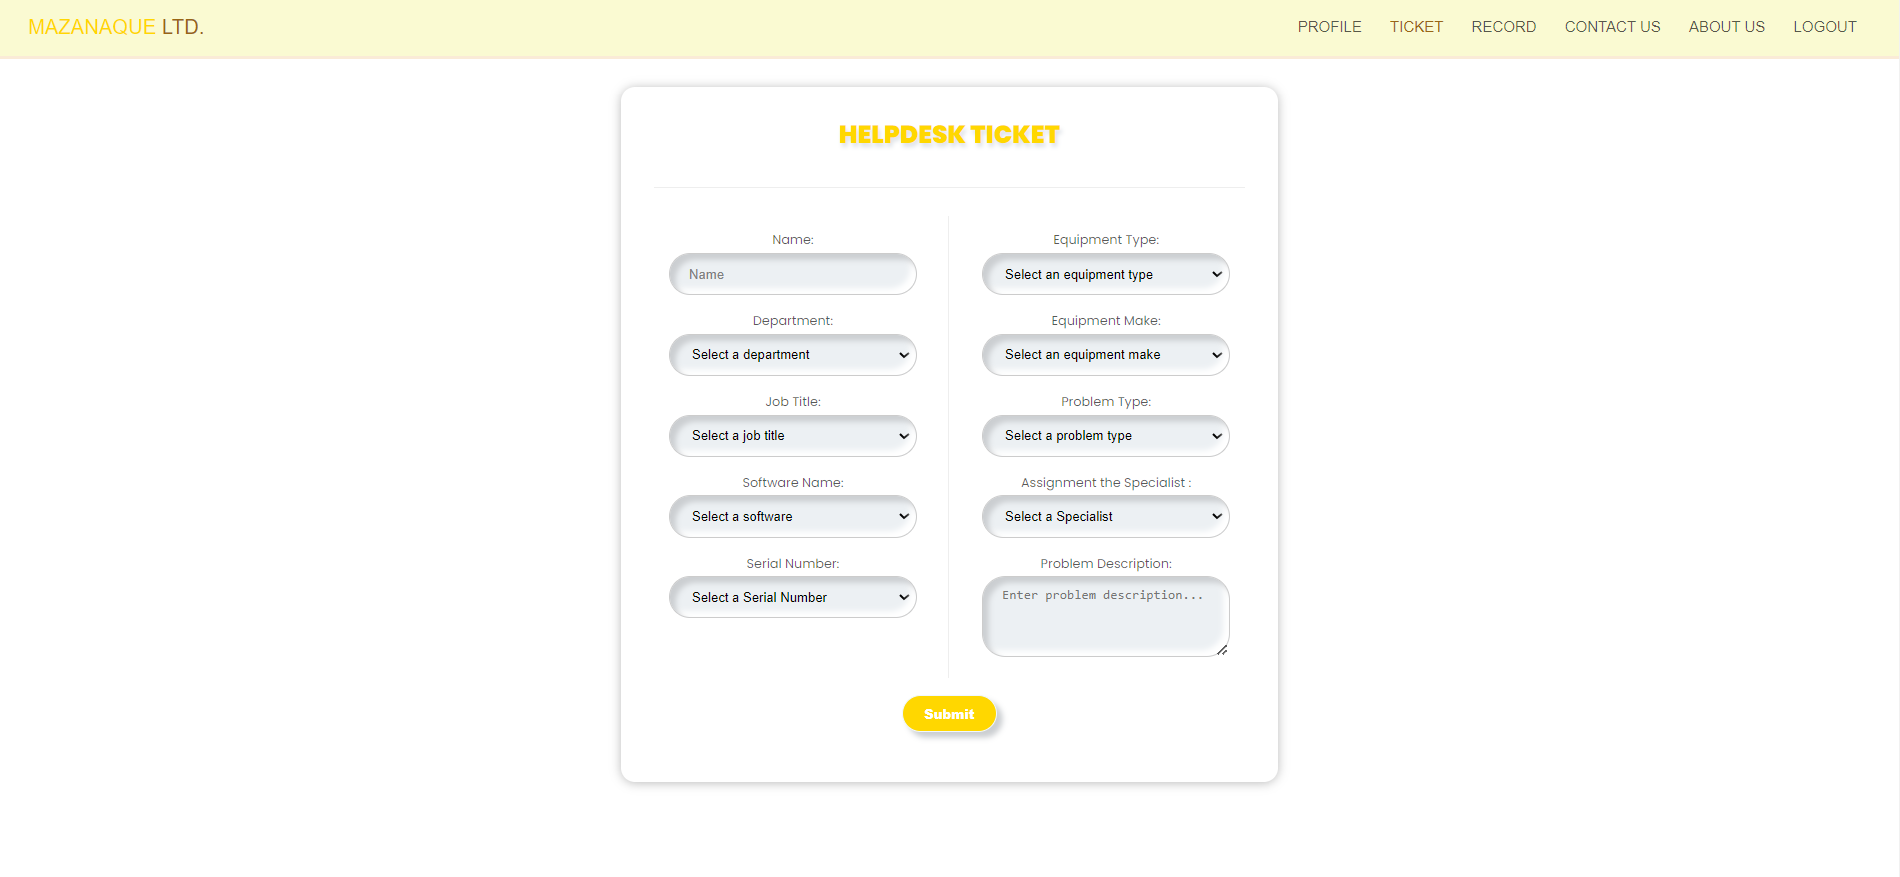 MAZANAQUE LTD.
PROFILE TICKET RECORD CONTACT US ABOUT US LOGOUT
HELPDESK TICKET
Name:
Name
Department:
Select a department
Job Title:
Select a job title
Software Name:
Select a software
Serial Number:
Select a Serial Number
Equipment Type:
Select an equipment type
Equipment Make:
Select an equipment make
Problem Type:
Select a problem type
Assignment the Specialist :
Select a Specialist
Problem Description:
Enter problem description...
Submit